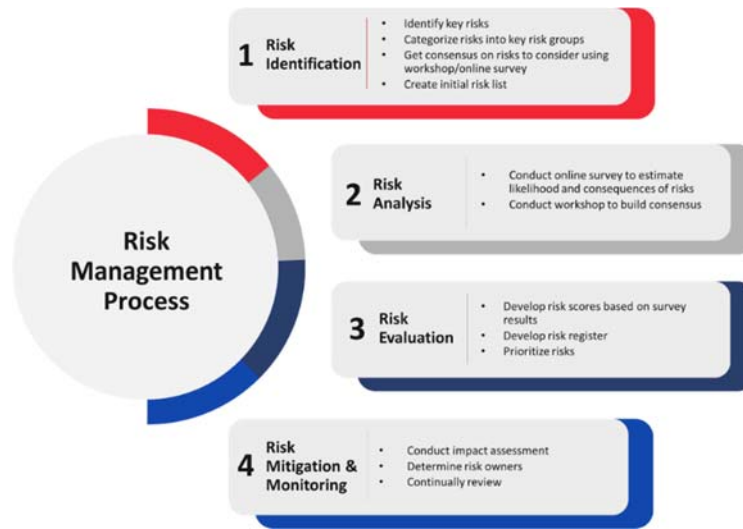 Risk
Management
Process
1
Risk
Identification
• Identify key risks
• Categorize risks into key risk groups
• Get consensus on risks to consider using
workshop/online survey
• Create initial risk list
2
Risk
Analysis
• Conduct online survey to estimate
likelihood and consequences of risks
• Conduct workshop to build consensus
3
Risk
Evaluation
• Develop risk scores based on survey
results
• Develop risk register
• Prioritize risks
4
Risk
Mitigation &
Monitoring
• Conduct impact assessment
• Determine risk owners
• Continually review